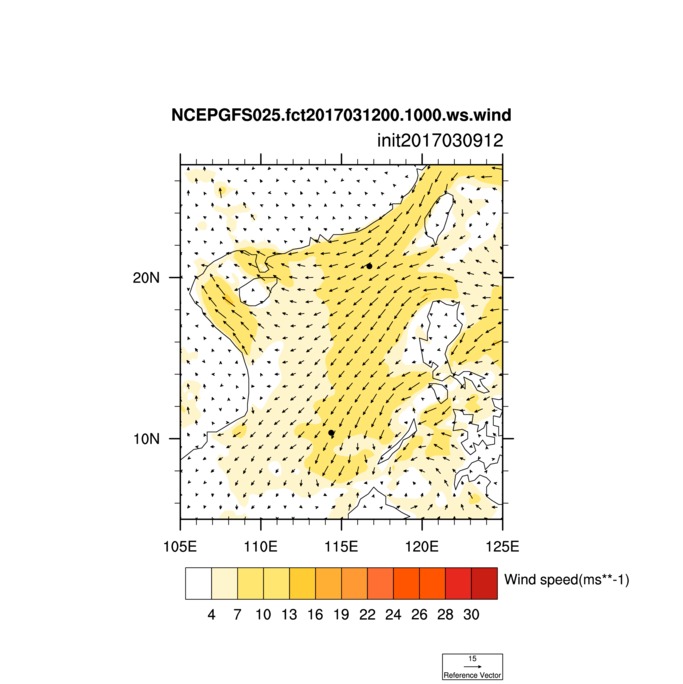 NCEPGFS025.fct2017031200.1000.ws.wind
init2017030912
20N
10N
105E 110E 115E 120E 125E
Wind speed(ms**-1)
4 7 10 13 16 19 22 24 26 28 30
15
Reference Vector